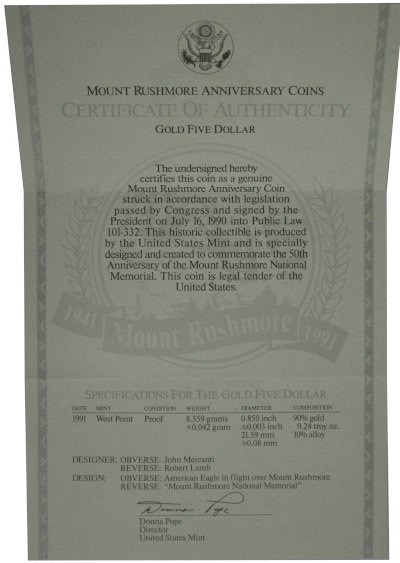 MOUNT RUSHMORE ANNIVERSARY COINS
CERTIFICATE OF AUTHENTICITY
GOLD FIVE DOLLAR
The undersigned hereby
certifies this coin as a genuine
Mount Rushmore Anniversary Coin
struck in accordance with legislation
passed by Congress and signed by the
President on July 16, 1990 into Public Law
101-332. This historic collectible is produced
by the United States Mint and is specially
designed and created to commemorate the 50th
Anniversary of the Mount Rushmore National
Memorial. This coin is legal tender of the
United States.
1941 Mount Rushmore 1991
SPECIFICATIONS FOR THE GOLD FIVE DOLLAR
DATE MINT CONDITION WEIGHT DIAMETER COMPOSITION
1991 West Point Proof 8.359 grams 0.850 inch 90% gold
±0.042 gram ±0.003 inch 0.24 troy oz.
21.59 mm 10% alloy
±0.08 mm
DESIGNER: OBVERSE: John Mercanti
REVERSE: Robert Lamb
DESIGN: OBVERSE: American Eagle in flight over Mount Rushmore
REVERSE: "Mount Rushmore National Memorial"
Donna Pope
Donna Pope
Director
United States Mint